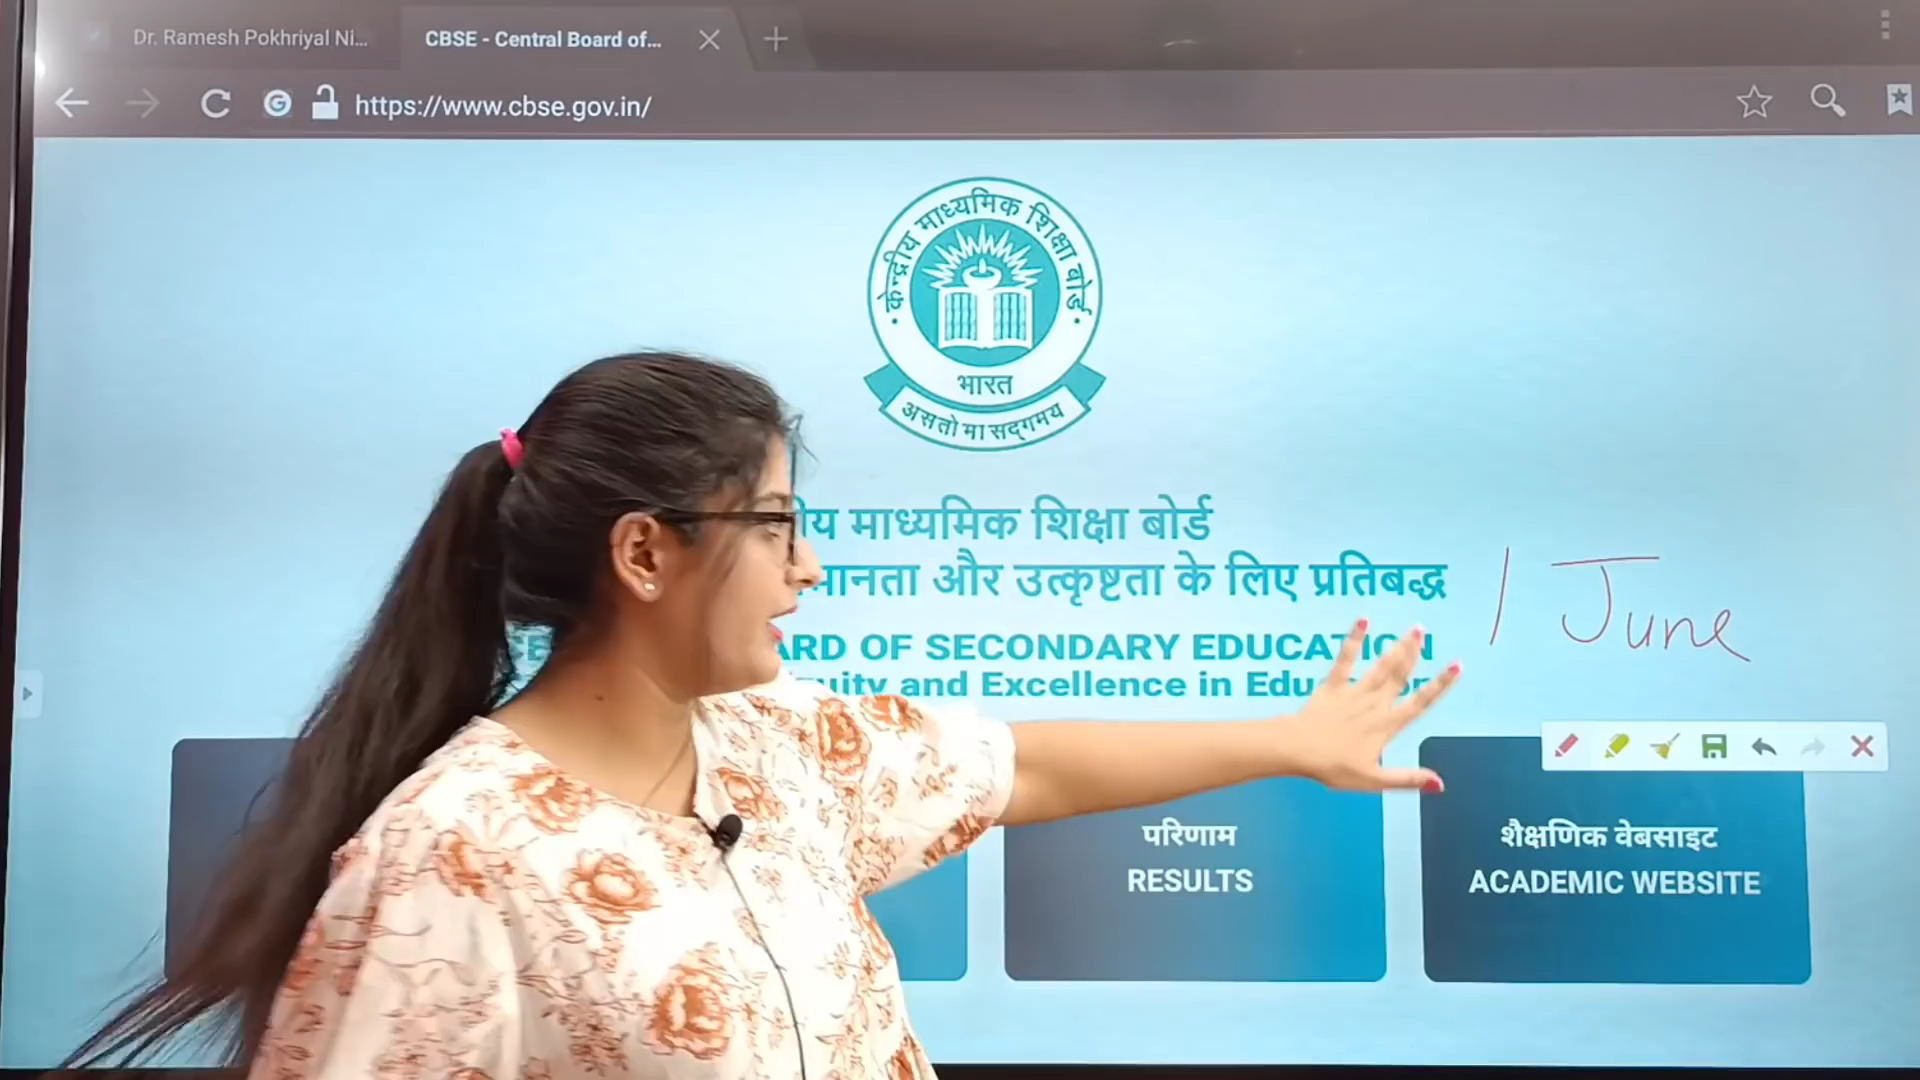 Dr. Ramesh Pokhriyal Ni...
CBSE - Central Board of...
https://www.cbse.gov.in/
केन्द्रीय माध्यमिक शिक्षा बोर्ड
भारत
असतो मा सद्गमय
माध्यमिक शिक्षा बोर्ड
और उत्कृष्टता के लिए प्रतिबद्ध
1 June
OF SECONDARY EDUCATION
and Excellence in
परिणाम
RESULTS
शैक्षणिक वेबसाइट
ACADEMIC WEBSITE